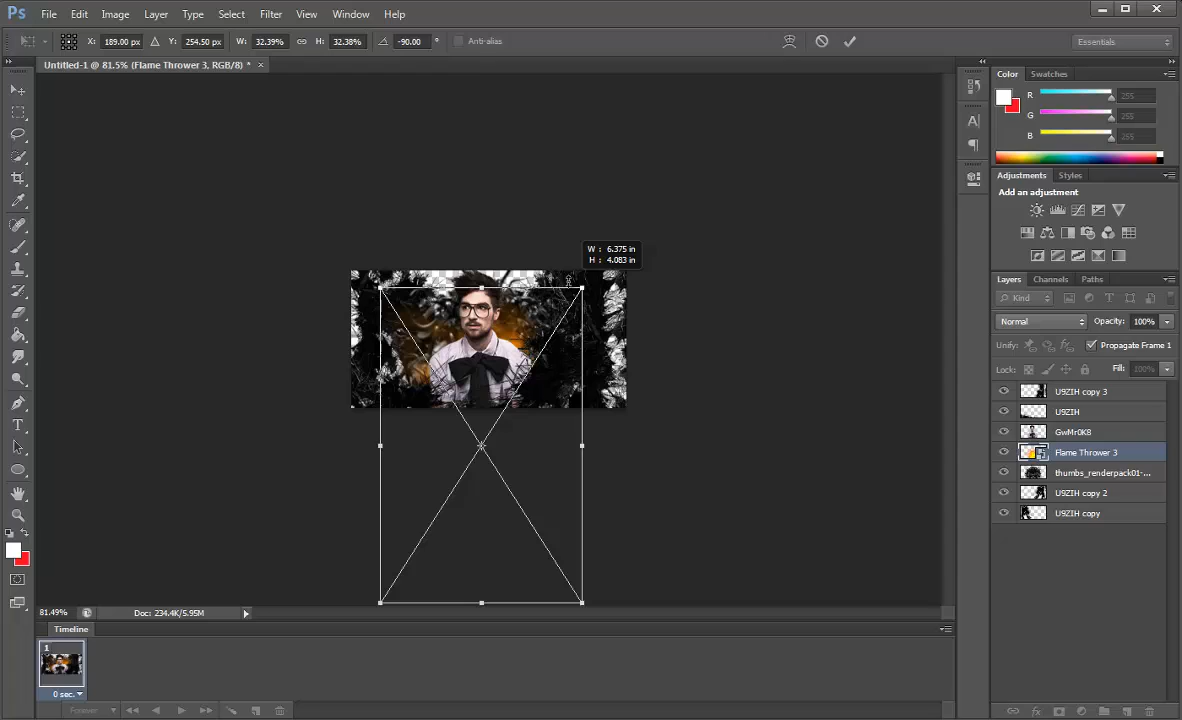 Ps File Edit Image Layer Type Select Filter View Window Help
X: 189.00 px Y: 254.50 px W: 32.39% H: 32.38% -90.00 ° Anti-alias Essentials
Untitled-1 @ 81.5% (Flame Thrower 3, RGB/8) * ×
Color Swatches
R 255
G 255
B 255
Adjustments Styles
Add an adjustment
W : 6.375 in
H : 4.083 in
Layers Channels Paths
Kind
Normal Opacity: 100%
Unify: Propagate Frame 1
Lock: Fill: 100%
U9ZIH copy 3
U9ZIH
GwMr0K8
Flame Thrower 3
thumbs_renderpack01-...
U9ZIH copy 2
U9ZIH copy
81.49% Doc: 234.4K/5.95M
Timeline
1
0 sec.
Forever